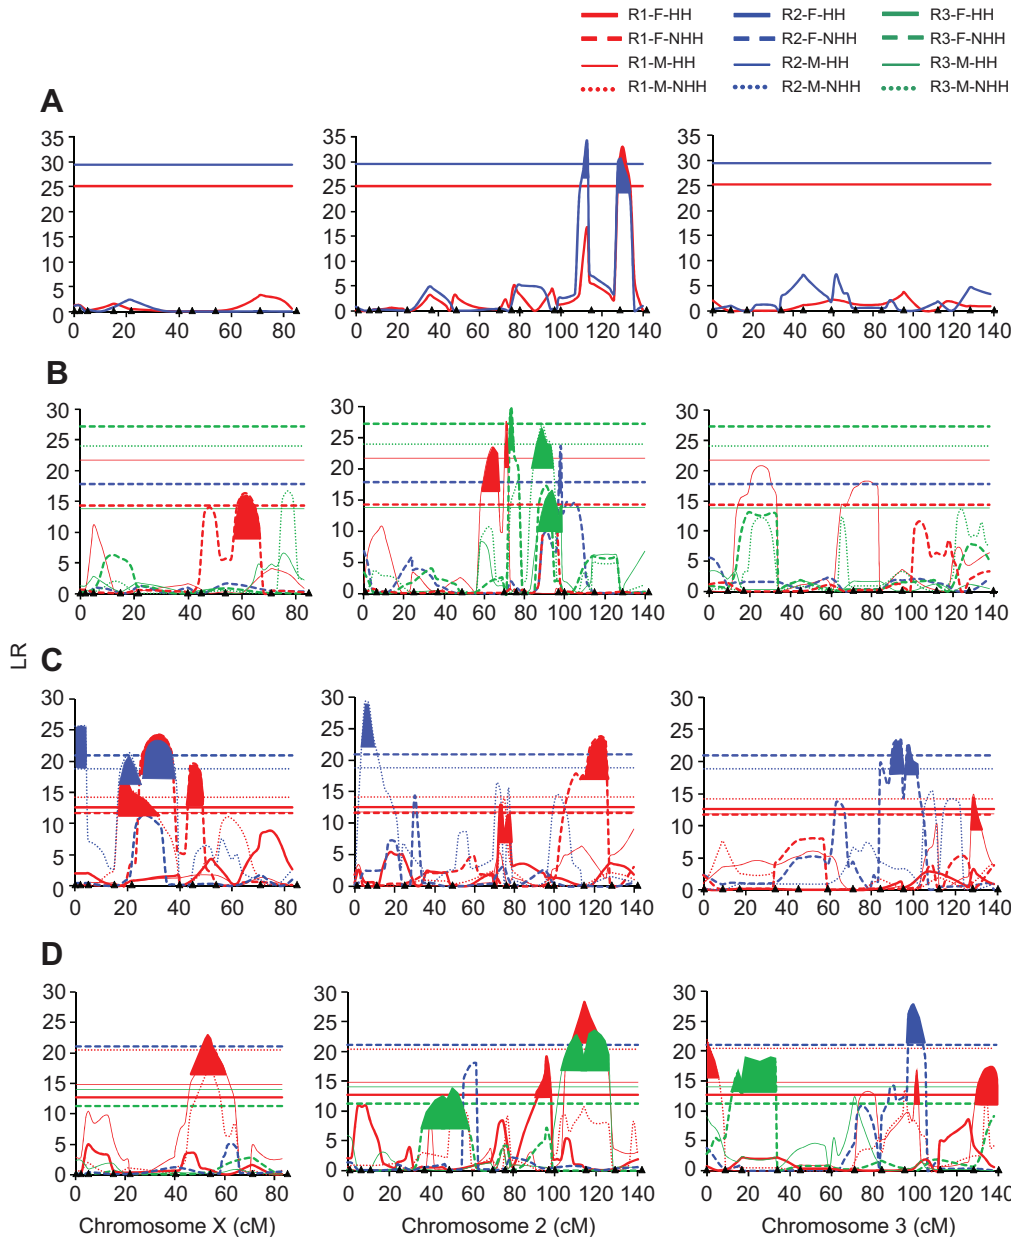 R1-F-HH R2-F-HH R3-F-HH
R1-F-NHH R2-F-NHH R3-F-NHH
R1-M-HH R2-M-HH R3-M-HH
R1-M-NHH R2-M-NHH R3-M-NHH
A
35 35 35
30 30 30
25 25 25
20 20 20
15 15 15
10 10 10
5 5 5
0 0 0
0 20 40 60 80 0 20 40 60 80 100 120 140 0 20 40 60 80 100 120 140
B
30 30 30
25 25 25
20 20 20
15 15 15
10 10 10
5 5 5
0 0 0
0 20 40 60 80 0 20 40 60 80 100 120 140 0 20 40 60 80 100 120 140
LR
C
30 30 30
25 25 25
20 20 20
15 15 15
10 10 10
5 5 5
0 0 0
0 20 40 60 80 0 20 40 60 80 100 120 140 0 20 40 60 80 100 120 140
D
30 30 30
25 25 25
20 20 20
15 15 15
10 10 10
5 5 5
0 0 0
0 20 40 60 80 0 20 40 60 80 100 120 140 0 20 40 60 80 100 120 140
Chromosome X (cM) Chromosome 2 (cM) Chromosome 3 (cM)